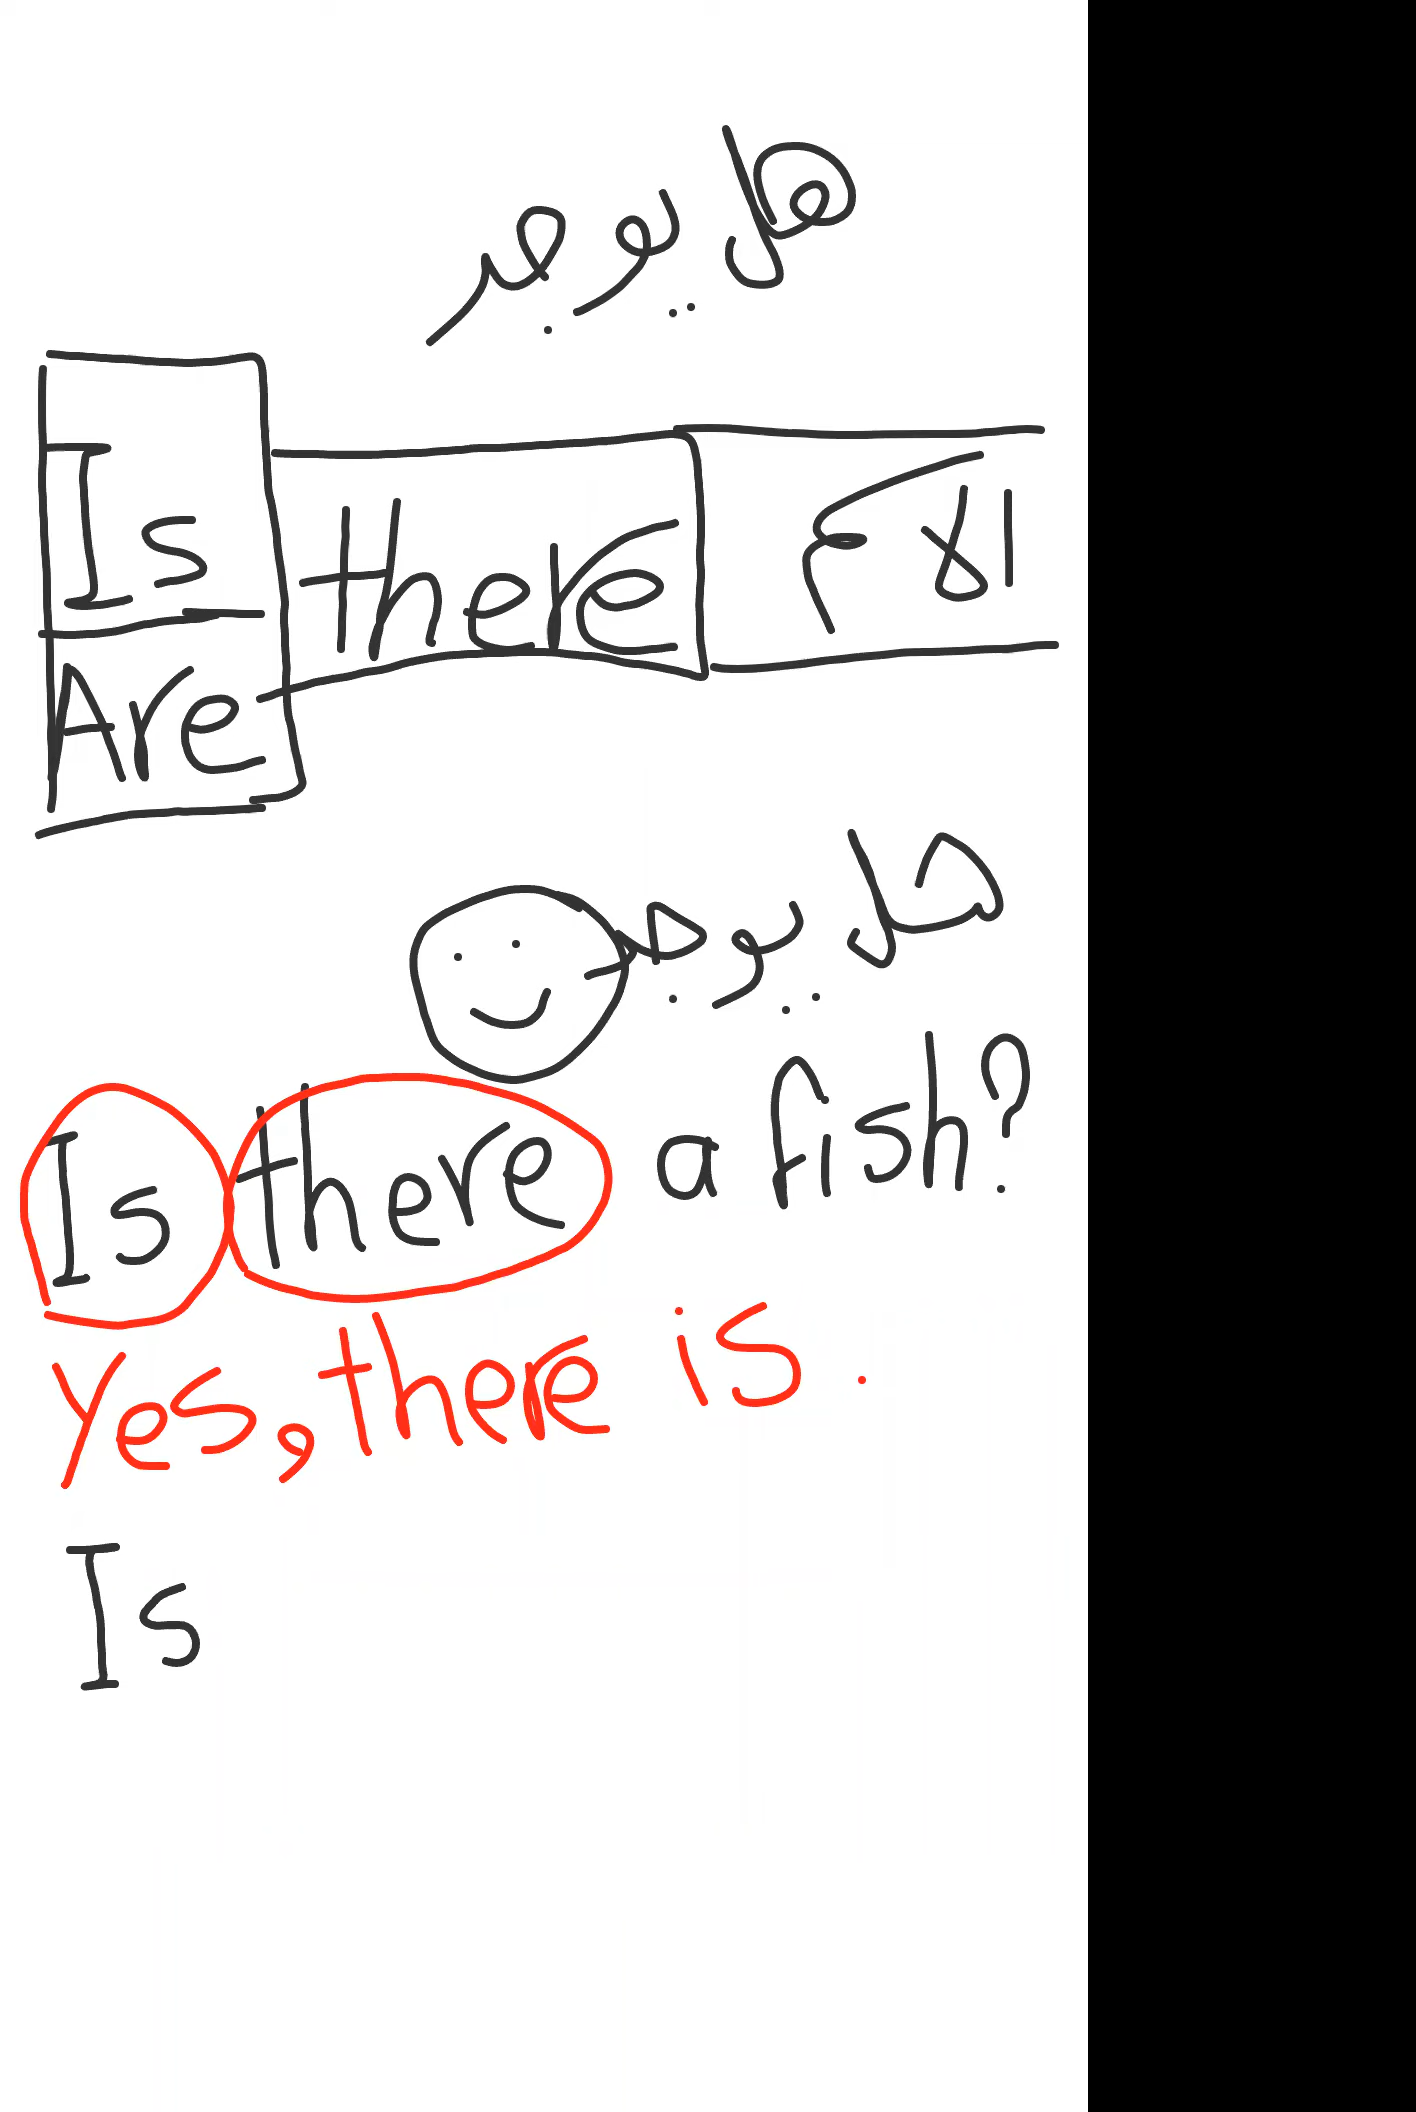 هل يوجد
Is there الاسم
Are
هل يوجد
Is there a fish?
Yes, there is.
Is